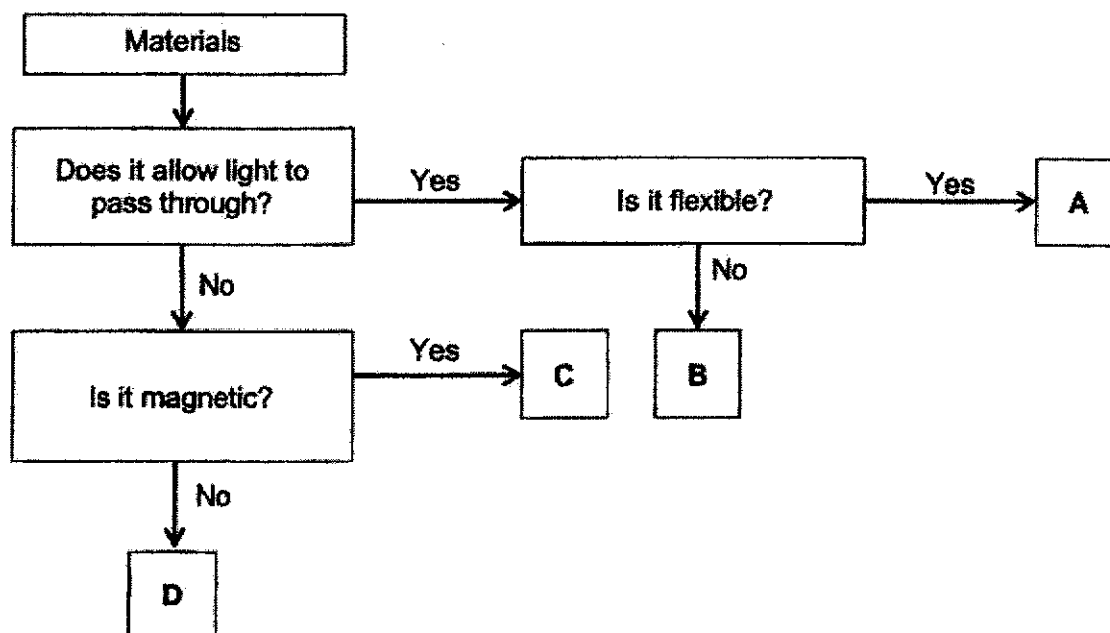 Materials
Does it allow light to
pass through?
Yes
Is it flexible?
Yes
A
No
No
Is it magnetic?
Yes
C
B
No
D